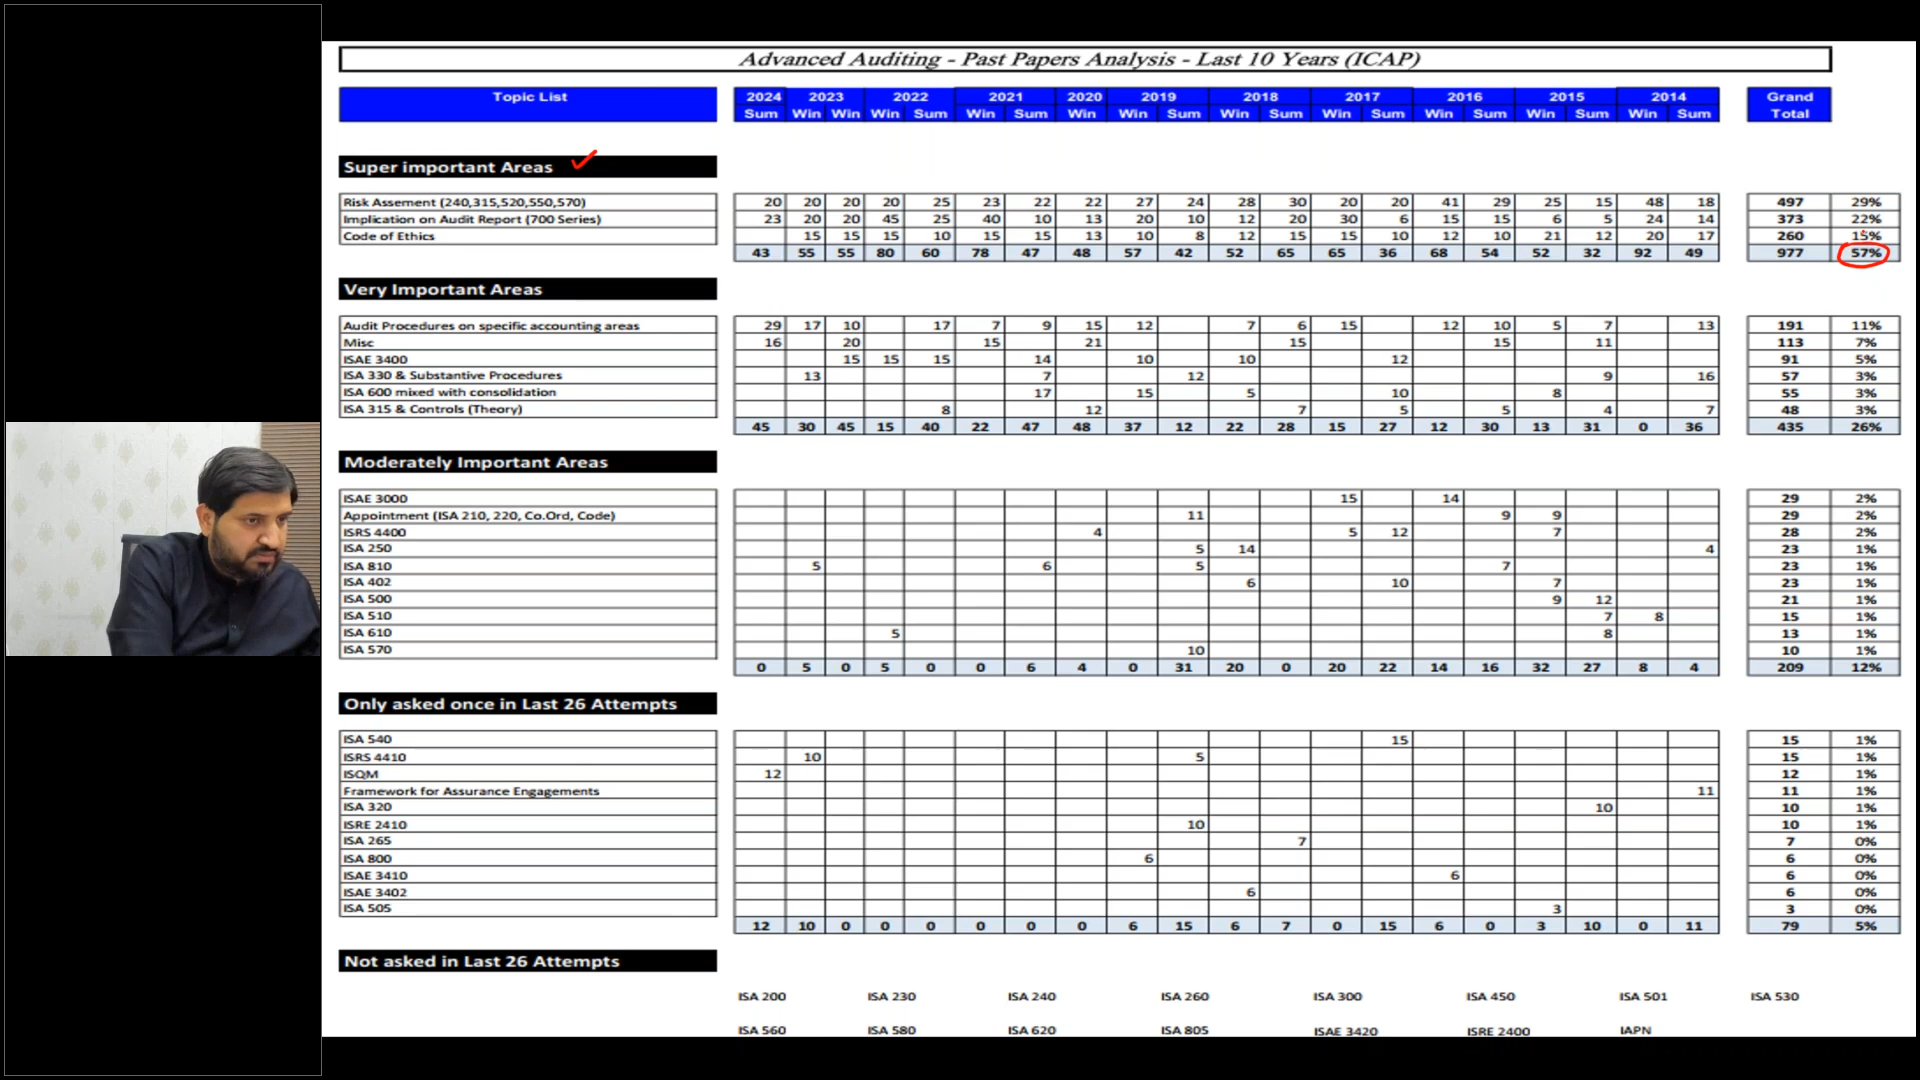 Advanced Auditing - Past Papers Analysis - Last 10 Years (ICAP)
Topic List 2024 2023 2022 2021 2020 2019 2018 2017 2016 2015 2014 Grand
Sum Win Win Win Sum Win Sum Win Win Sum Win Sum Win Sum Win Sum Win Sum Win Sum Total
Super important Areas
Risk Assement (240,315,520,550,570) 20 20 20 20 25 23 22 22 27 24 28 30 20 20 41 29 25 15 48 18 497 29%
Implication on Audit Report (700 Series) 23 20 20 45 25 40 10 13 20 10 12 20 30 6 15 15 6 5 24 14 373 22%
Code of Ethics 15 15 15 10 15 15 13 10 8 12 15 15 10 12 10 21 12 20 17 260 15%
43 55 55 80 60 78 47 48 57 42 52 65 65 36 68 54 52 32 92 49 977 57%
Very Important Areas
Audit Procedures on specific accounting areas 29 17 10 17 7 9 15 12 7 6 15 12 10 5 7 13 191 11%
Misc 16 20 15 21 15 15 11 113 7%
ISAE 3400 15 15 15 14 10 10 12 91 5%
ISA 330 & Substantive Procedures 13 7 12 9 16 57 3%
ISA 600 mixed with consolidation 17 15 5 10 8 55 3%
ISA 315 & Controls (Theory) 8 12 7 5 5 4 7 48 3%
45 30 45 15 40 22 47 48 37 12 22 28 15 27 12 30 13 31 0 36 435 26%
Moderately Important Areas
ISAE 3000 15 14 29 2%
Appointment (ISA 210, 220, Co.Ord, Code) 11 9 9 29 2%
ISRS 4400 4 5 12 7 28 2%
ISA 250 5 14 4 23 1%
ISA 810 5 6 5 7 23 1%
ISA 402 6 10 7 23 1%
ISA 500 9 12 21 1%
ISA 510 7 8 15 1%
ISA 610 5 8 13 1%
ISA 570 10 10 1%
0 5 0 5 0 0 6 4 0 31 20 0 20 22 14 16 32 27 8 4 209 12%
Only asked once in Last 26 Attempts
ISA 540 15 15 1%
ISRS 4410 10 5 15 1%
ISQM 12 12 1%
Framework for Assurance Engagements 11 11 1%
ISA 320 10 10 1%
ISRE 2410 10 10 1%
ISA 265 7 7 0%
ISA 800 6 6 0%
ISAE 3410 6 6 0%
ISAE 3402 6 6 0%
ISA 505 3 3 0%
12 10 0 0 0 0 0 0 6 15 6 7 0 15 6 0 3 10 0 11 79 5%
Not asked in Last 26 Attempts
ISA 200 ISA 230 ISA 240 ISA 260 ISA 300 ISA 450 ISA 501 ISA 530
ISA 560 ISA 580 ISA 620 ISA 805 ISAE 3420 ISRE 2400 IAPN